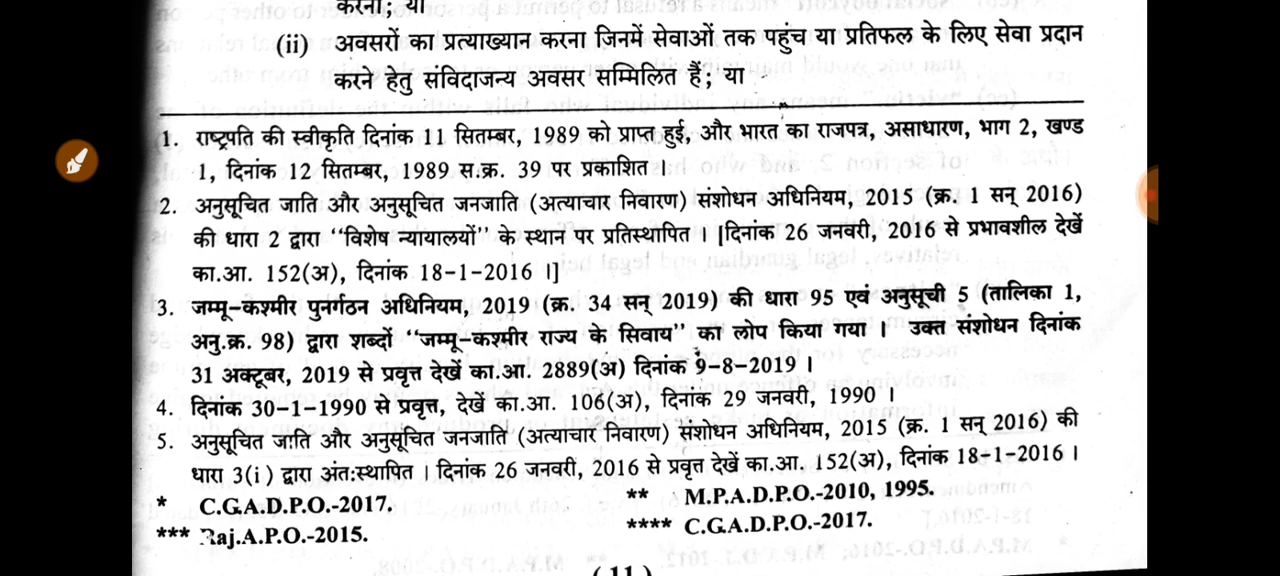 करना; या
(ii) अवसरों का प्रत्याख्यान करना जिनमें सेवाओं तक पहुंच या प्रतिफल के लिए सेवा प्रदान
करने हेतु संविदाजन्य अवसर सम्मिलित हैं; या
1. राष्ट्रपति की स्वीकृति दिनांक 11 सितम्बर, 1989 को प्राप्त हुई, और भारत का राजपत्र, असाधारण, भाग 2, खण्ड
1, दिनांक 12 सितम्बर, 1989 स.क्र. 39 पर प्रकाशित
2. अनुसूचित जाति और अनुसूचित जनजाति (अत्याचार निवारण) संशोधन अधिनियम, 2015 (क्र. 1 सन् 2016)
की धारा 2 द्वारा “विशेष न्यायालयों” के स्थान पर प्रतिस्थापित । [दिनांक 26 जनवरी, 2016 से प्रभावशील देखें
का.आ. 152(अ), दिनांक 18-1-2016 ।]
3. जम्मू-कश्मीर पुनर्गठन अधिनियम, 2019 (क्र. 34 सन् 2019) की धारा 95 एवं अनुसूची 5 (तालिका 1,
अनु.क्र. 98) द्वारा शब्दों “जम्मू-कश्मीर राज्य के सिवाय” को लोप किया गया । उक्त संशोधन दिनांक
31 अक्टूबर, 2019 से प्रवृत्त देखें का.आ. 2889(अ) दिनांक 9-8-2019 ।
4. दिनांक 30-1-1990 से प्रवृत्त, देखें का.आ. 106(अ), दिनांक 29 जनवरी, 1990 ।
5. अनुसूचित जाति और अनुसूचित जनजाति (अत्याचार निवारण) संशोधन अधिनियम, 2015 (क्र. 1 सन् 2016) की
धारा 3(i) द्वारा अंतःस्थापित । दिनांक 26 जनवरी, 2016 से प्रवृत्त देखें का.आ. 152(अ), दिनांक 18-1-2016 ।
* C.G.A.D.P.O.-2017. ** M.P.A.D.P.O.-2010, 1995.
*** Raj.A.P.O.-2015. **** C.G.A.D.P.O.-2017.
( 11 )